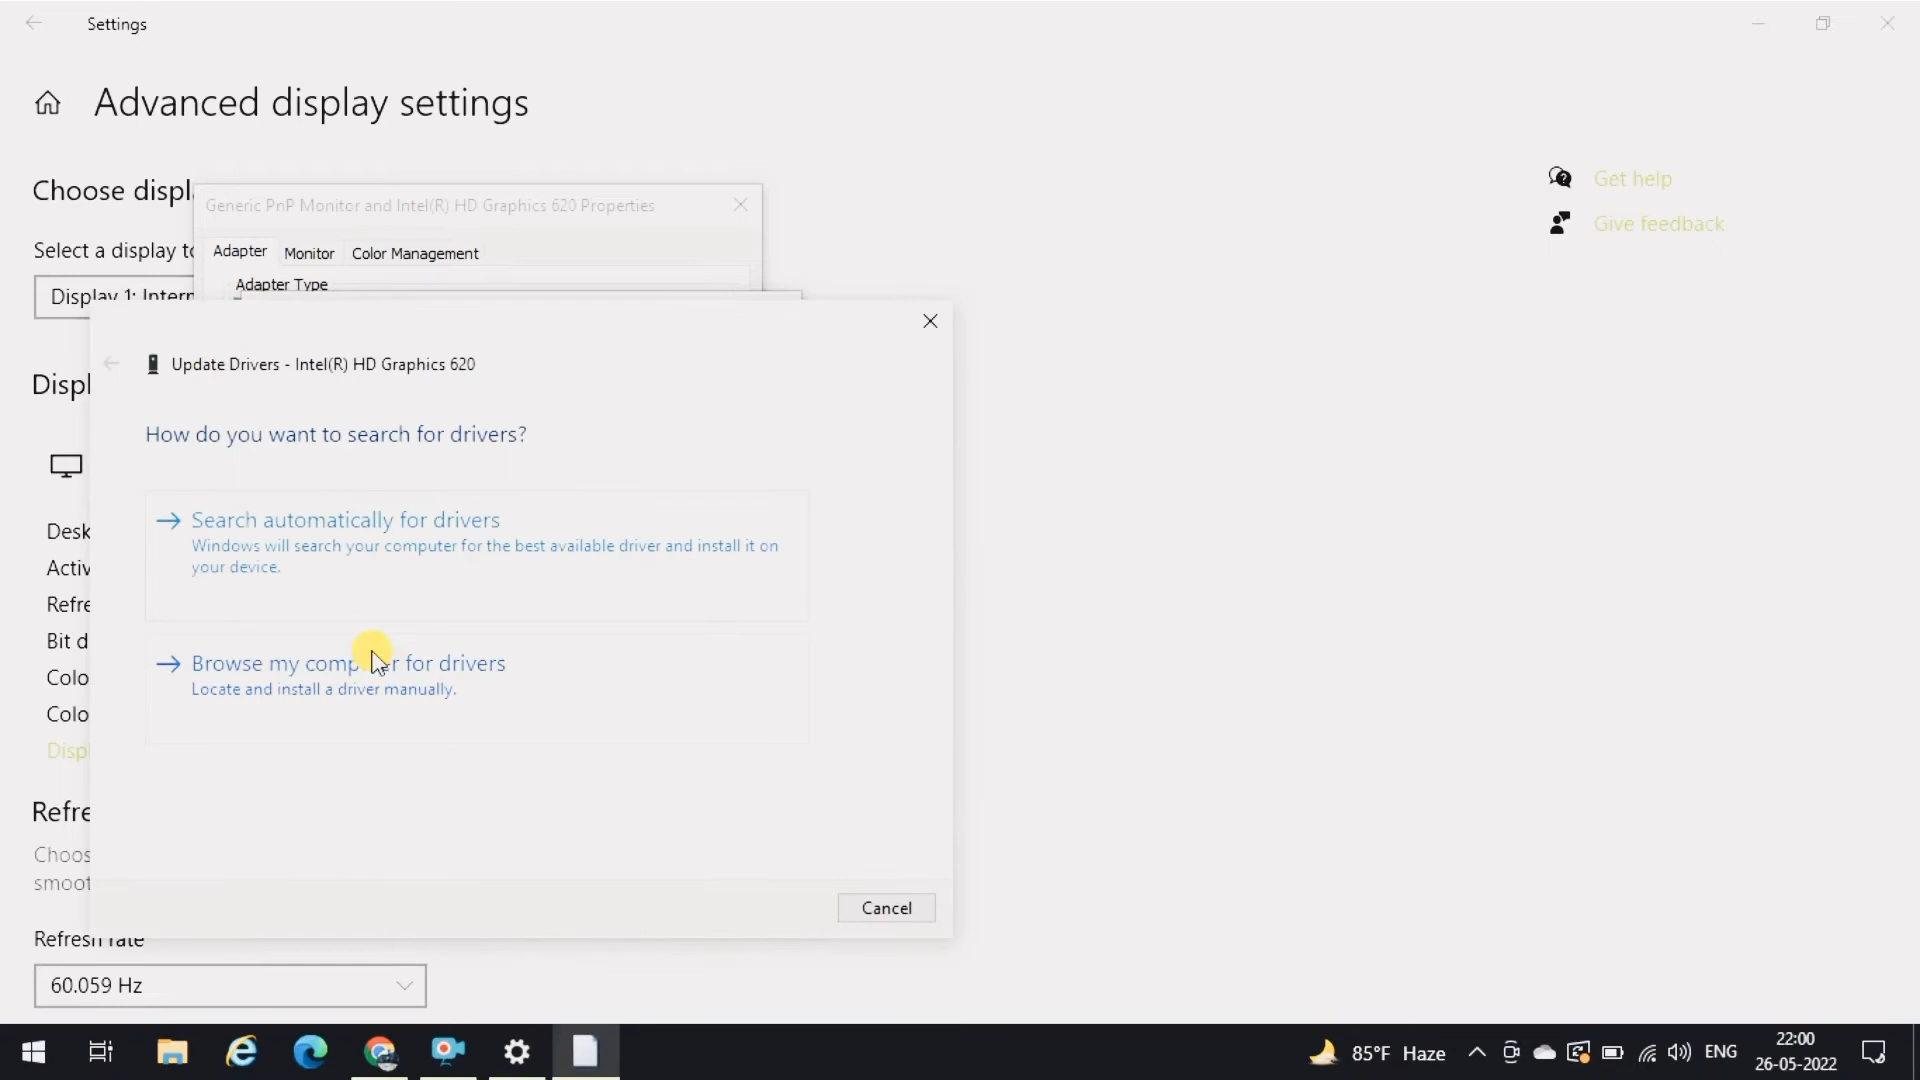 Settings
Advanced display settings
Choose displ
Get help
Give feedback
Generic PnP Monitor and Intel(R) HD Graphics 620 Properties
Adapter Monitor Color Management
Adapter Type
Select a display to
Display 1: Intern
Update Drivers - Intel(R) HD Graphics 620
Displ
How do you want to search for drivers?
Search automatically for drivers
Windows will search your computer for the best available driver and install it on
your device.
Desk
Activ
Refre
Bit d
Colo
Colo
Displ
Browse my computer for drivers
Locate and install a driver manually.
Refre
Choos
smoot
Cancel
Refresh rate
60.059 Hz
85°F Haze
ENG
22:00
26-05-2022